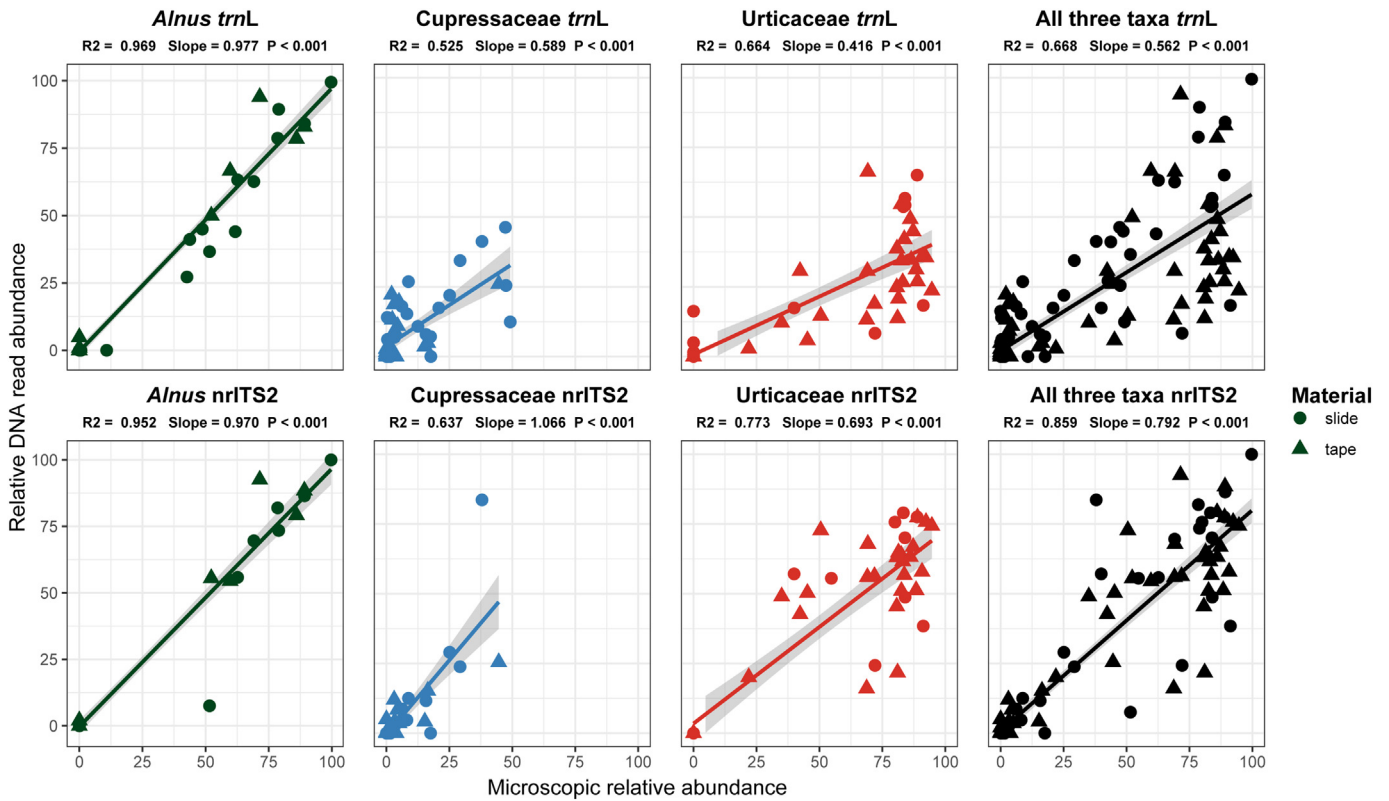 Alnus trnL
Cupressaceae trnL
Urticaceae trnL
All three taxa trnL
R2 = 0.969 Slope = 0.977 P < 0.001
R2 = 0.525 Slope = 0.589 P < 0.001
R2 = 0.664 Slope = 0.416 P < 0.001
R2 = 0.668 Slope = 0.562 P < 0.001
100
75
50
25
0
Alnus nrITS2
Cupressaceae nrITS2
Urticaceae nrITS2
All three taxa nrITS2
R2 = 0.952 Slope = 0.970 P < 0.001
R2 = 0.637 Slope = 1.066 P < 0.001
R2 = 0.773 Slope = 0.693 P < 0.001
R2 = 0.859 Slope = 0.792 P < 0.001
100
75
50
25
0
0 25 50 75 100
0 25 50 75 100
0 25 50 75 100
0 25 50 75 100
Relative DNA read abundance
Microscopic relative abundance
Material
slide
tape